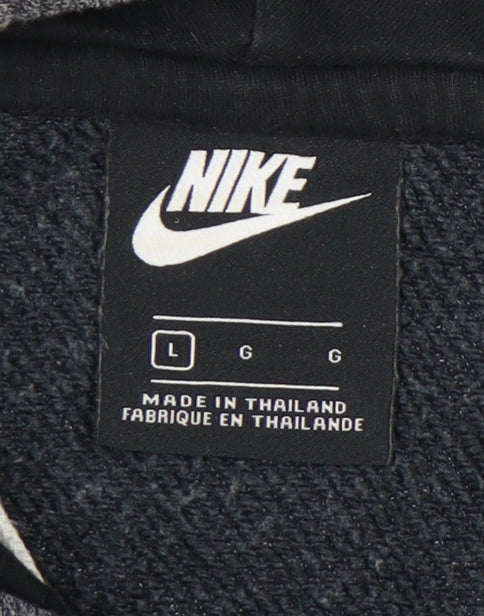 NIKE
L G G
MADE IN THAILAND
FABRIQUE EN THAILANDE